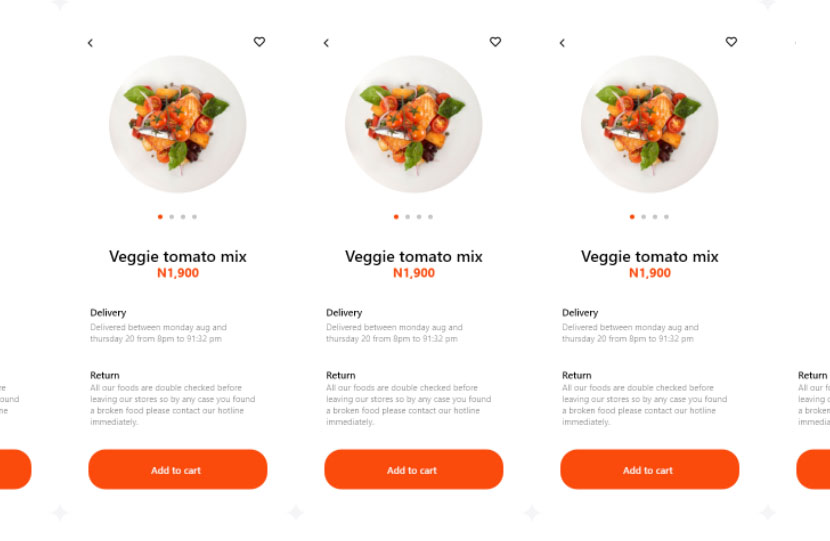 Veggie tomato mix
N1,900
Delivery
Delivered between monday aug and
thursday 20 from 8pm to 91:32 pm
Return
All our foods are double checked before
leaving our stores so by any case you found
a broken food please contact our hotline
immediately.
Add to cart
Veggie tomato mix
N1,900
Delivery
Delivered between monday aug and
thursday 20 from 8pm to 91:32 pm
Return
All our foods are double checked before
leaving our stores so by any case you found
a broken food please contact our hotline
immediately.
Add to cart
Veggie tomato mix
N1,900
Delivery
Delivered between monday aug and
thursday 20 from 8pm to 91:32 pm
Return
All our foods are double checked before
leaving our stores so by any case you found
a broken food please contact our hotline
immediately.
Add to cart
Return
All our